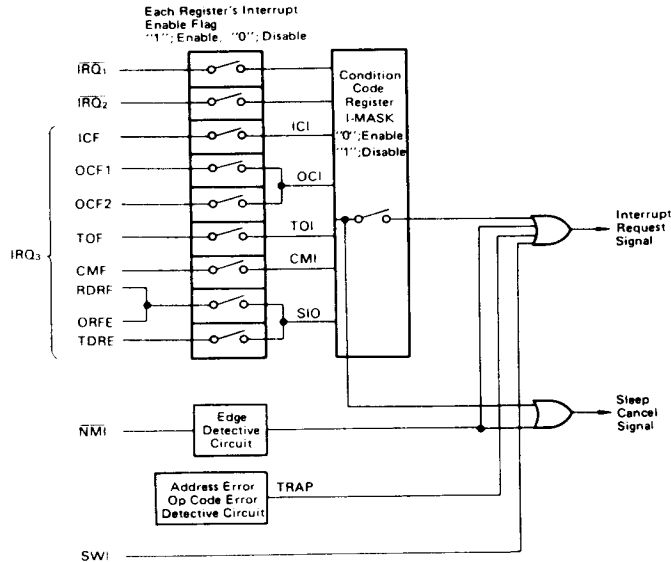 Each Register's Interrupt
Enable Flag
"1"; Enable, "0"; Disable
IRQ1
IRQ2
ICF
OCF1
OCF2
TOF
CMF
RDRF
ORFE
TDRE
IRQ3
ICI
OCI
TOI
CMI
SIO
Condition
Code
Register
I-MASK
"0";Enable
"1";Disable
Interrupt
Request
Signal
Sleep
Cancel
Signal
NMI
Edge
Detective
Circuit
Address Error
Op Code Error
Detective Circuit
TRAP
SWI